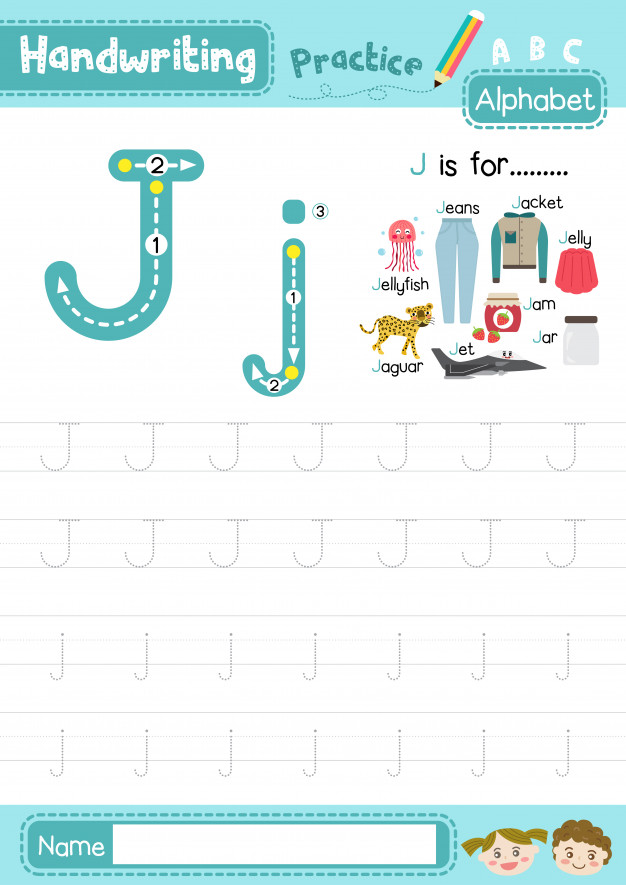 Handwriting Practice A B C
Alphabet
J is for.........
2
1
3
1
2
Jeans
Jacket
Jelly
Jellyfish
Jam
Jar
Jet
Jaguar
J J J J J J J
J J J J J J J
j j j j j j j
j j j j j j j
Name